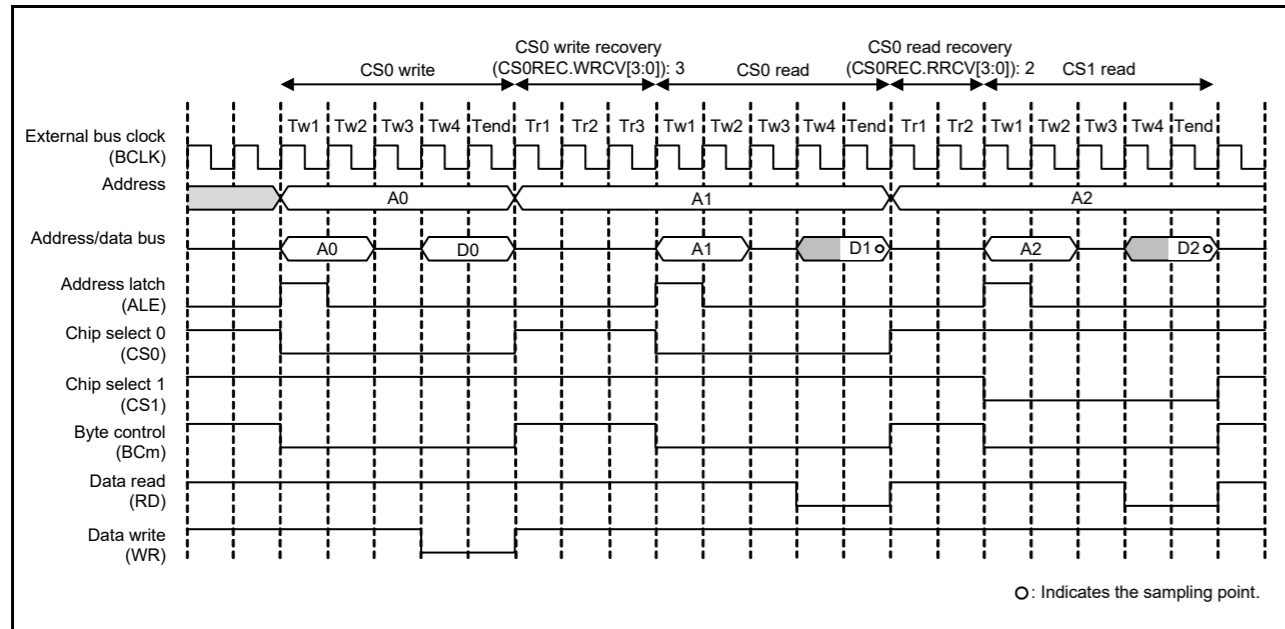 CS0 write
CS0 write recovery
(CS0REC.WRCV[3:0]): 3
CS0 read
CS0 read recovery
(CS0REC.RRCV[3:0]): 2
CS1 read
Tw1 Tw2 Tw3 Tw4 Tend Tr1 Tr2 Tr3 Tw1 Tw2 Tw3 Tw4 Tend Tr1 Tr2 Tw1 Tw2 Tw3 Tw4 Tend
External bus clock
(BCLK)
Address
A0 A1 A2
Address/data bus
A0 D0 A1 D1 A2 D2
Address latch
(ALE)
Chip select 0
(CS0)
Chip select 1
(CS1)
Byte control
(BCm)
Data read
(RD)
Data write
(WR)
: Indicates the sampling point.